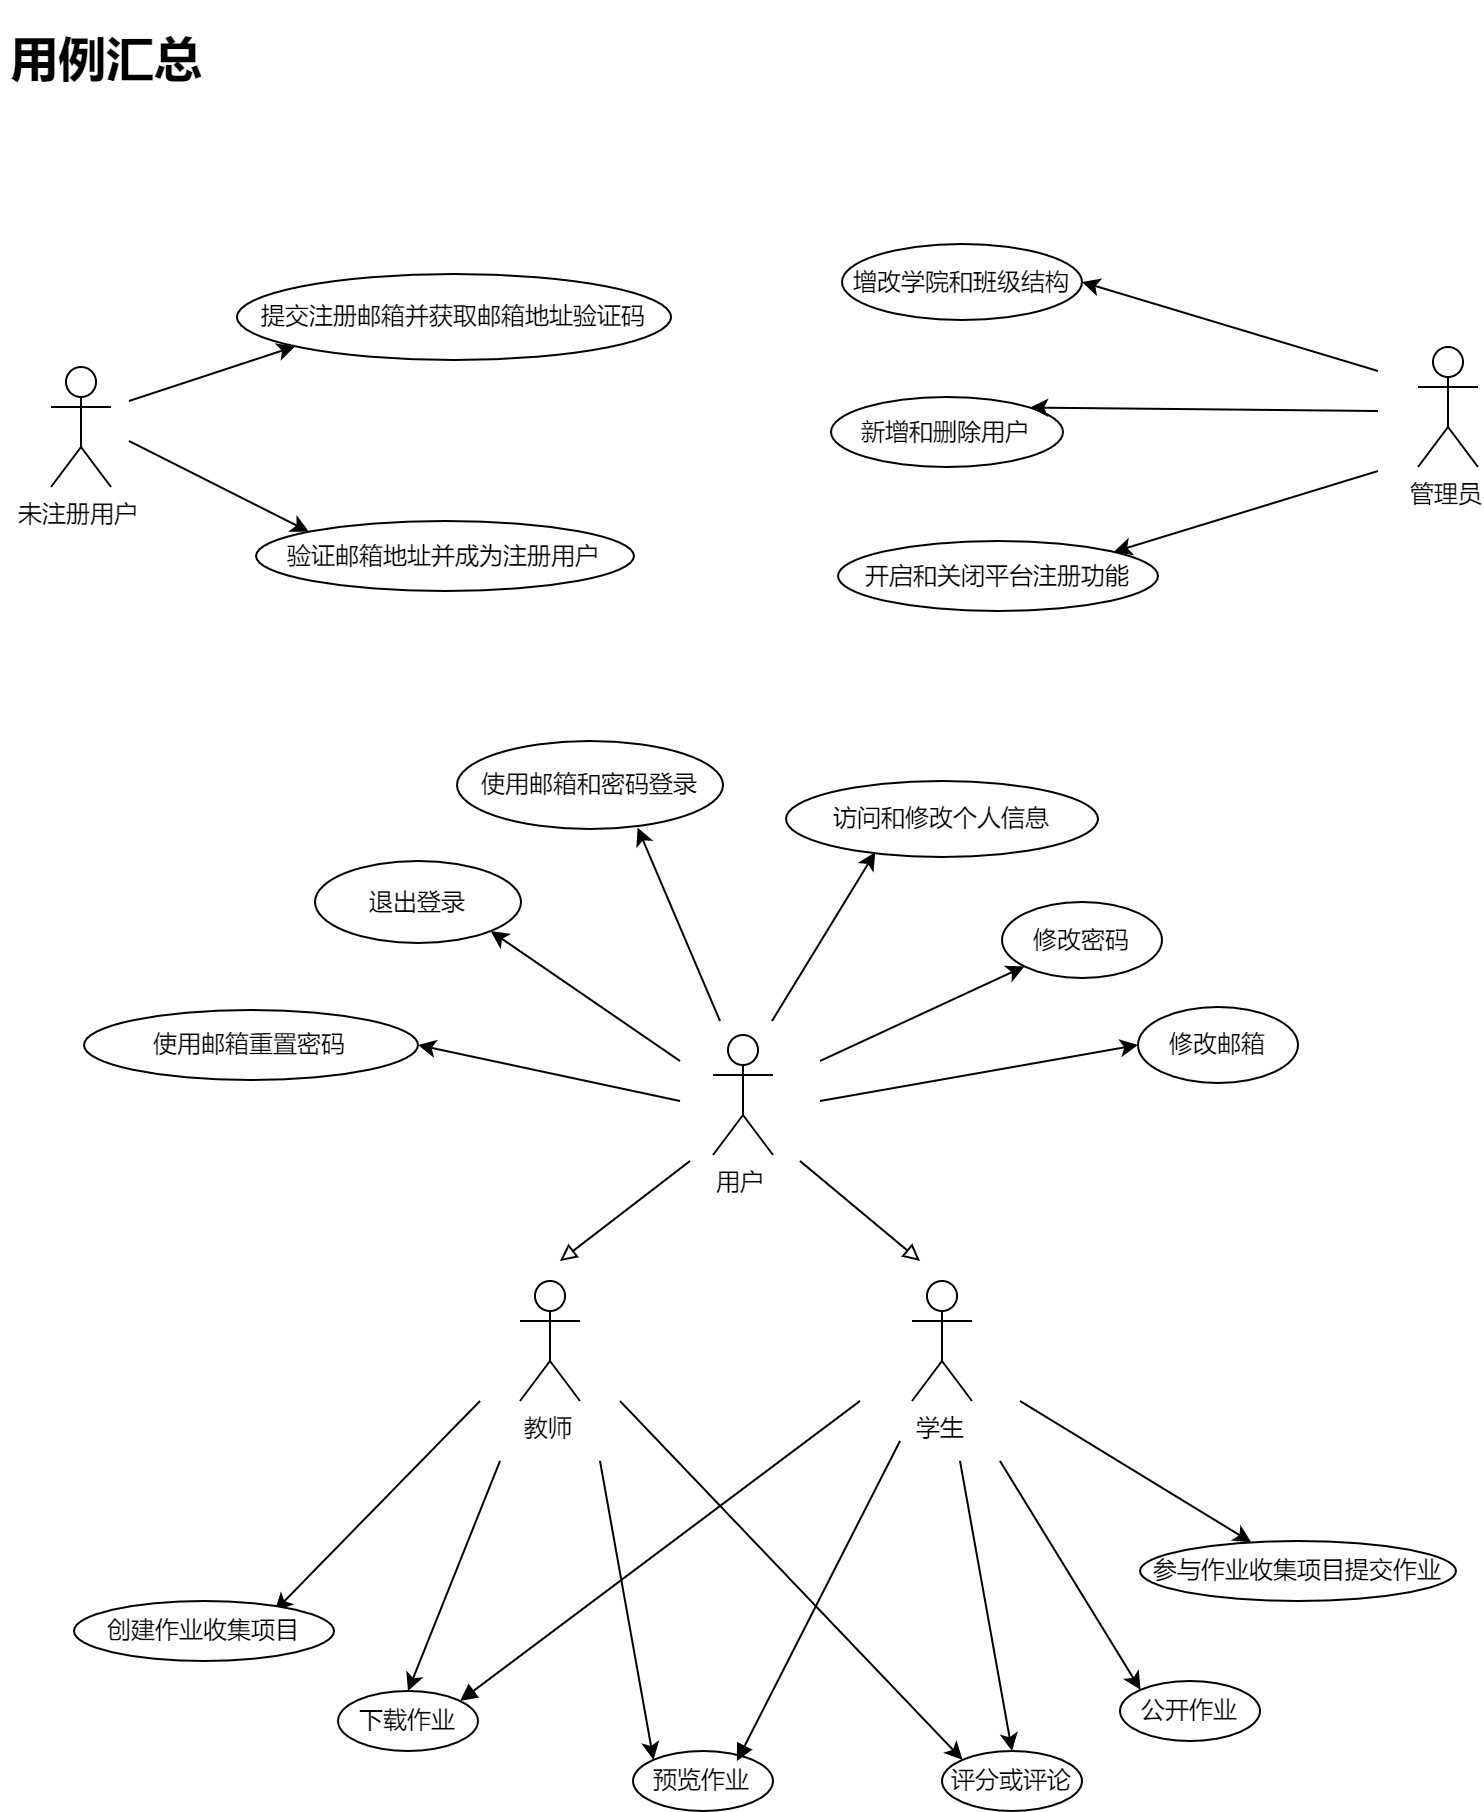 用例汇总
增改学院和班级结构
提交注册邮箱并获取邮箱地址验证码
新增和删除用户
管理员
未注册用户
验证邮箱地址并成为注册用户
开启和关闭平台注册功能
使用邮箱和密码登录
访问和修改个人信息
退出登录
修改密码
使用邮箱重置密码
修改邮箱
用户
教师
学生
参与作业收集项目提交作业
创建作业收集项目
公开作业
下载作业
预览作业
评分或评论